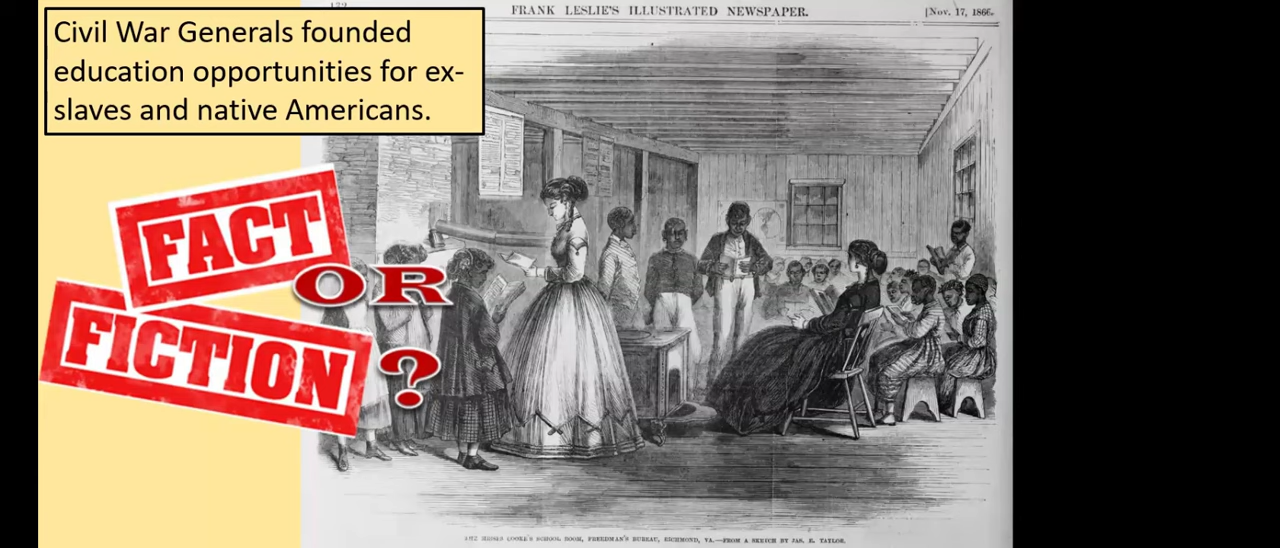 FRANK LESLIE'S ILLUSTRATED NEWSPAPER.
[Nov. 17, 1866.
Civil War Generals founded
education opportunities for ex-
slaves and native Americans.
FACT
OR
FICTION
?
COOKE'S SCHOOL ROOM, FREEDMAN'S BUREAU, RICHMOND, VA.—FROM A SKETCH BY JAS. E. TAYLOR.